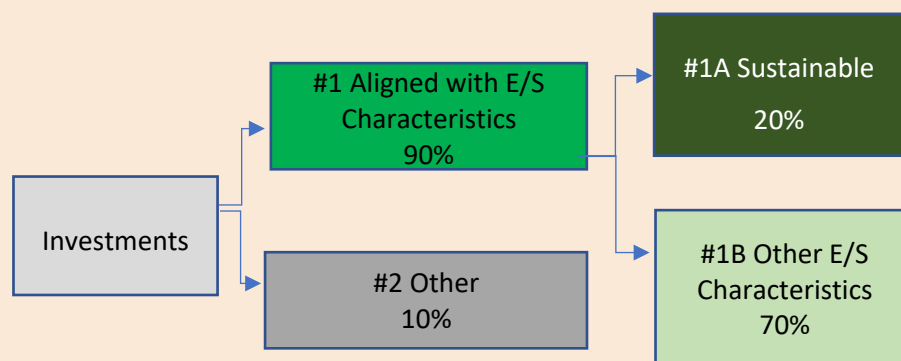 Investments
#1 Aligned with E/S
Characteristics
90%
#2 Other
10%
#1A Sustainable
20%
#1B Other E/S
Characteristics
70%